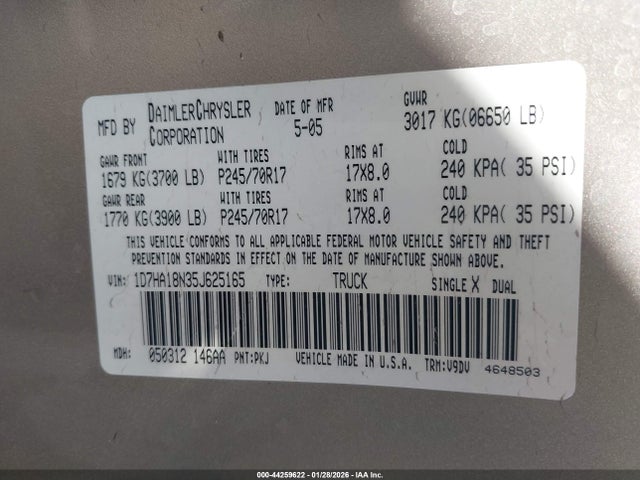 MFD BY DAIMLERCHRYSLER CORPORATION DATE OF MFR 5-05 GVWR 3017 KG(06650 LB)
GAWR FRONT WITH TIRES RIMS AT COLD
1679 KG(3700 LB) P245/70R17 17X8.0 240 KPA( 35 PSI)
GAWR REAR WITH TIRES RIMS AT COLD
1770 KG(3900 LB) P245/70R17 17X8.0 240 KPA( 35 PSI)
THIS VEHICLE CONFORMS TO ALL APPLICABLE FEDERAL MOTOR VEHICLE SAFETY AND THEFT
PREVENTION STANDARDS IN EFFECT ON THE DATE OF MANUFACTURE SHOWN ABOVE.
VIN: 1D7HA18N35J625165 TYPE: TRUCK SINGLE X DUAL
MDH: 050312 146AA PNT:PKJ VEHICLE MADE IN U.S.A. TRM:V9DV 4648503
000-44259622 - 01/28/2026 - IAA Inc.